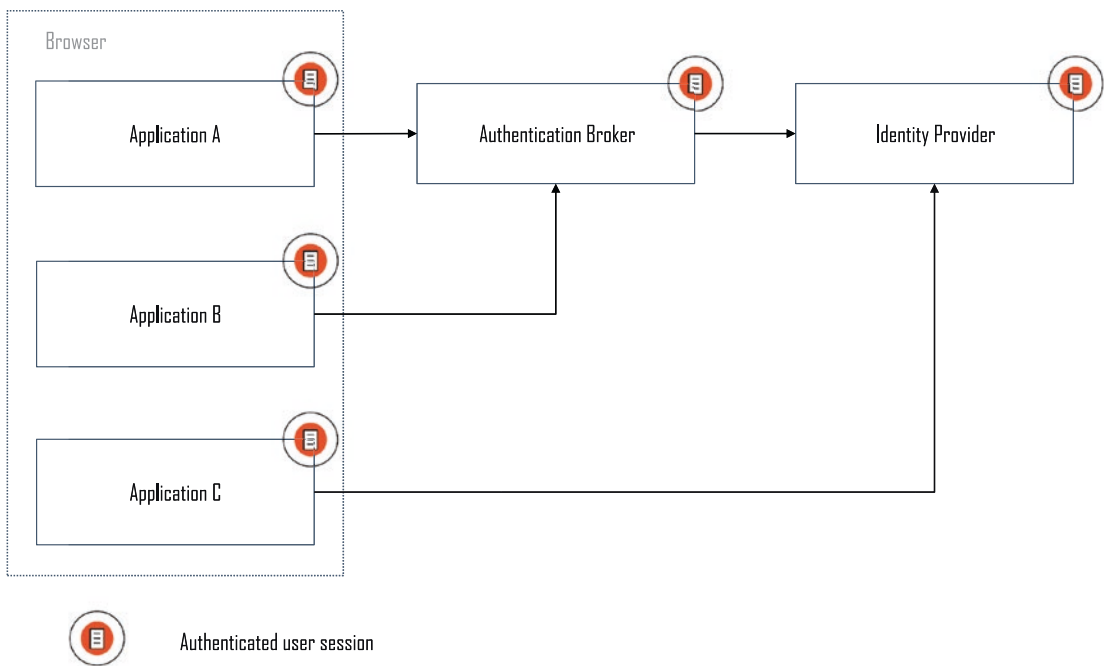 Browser
Application A
Authentication Broker
Identity Provider
Application B
Application C
Authenticated user session